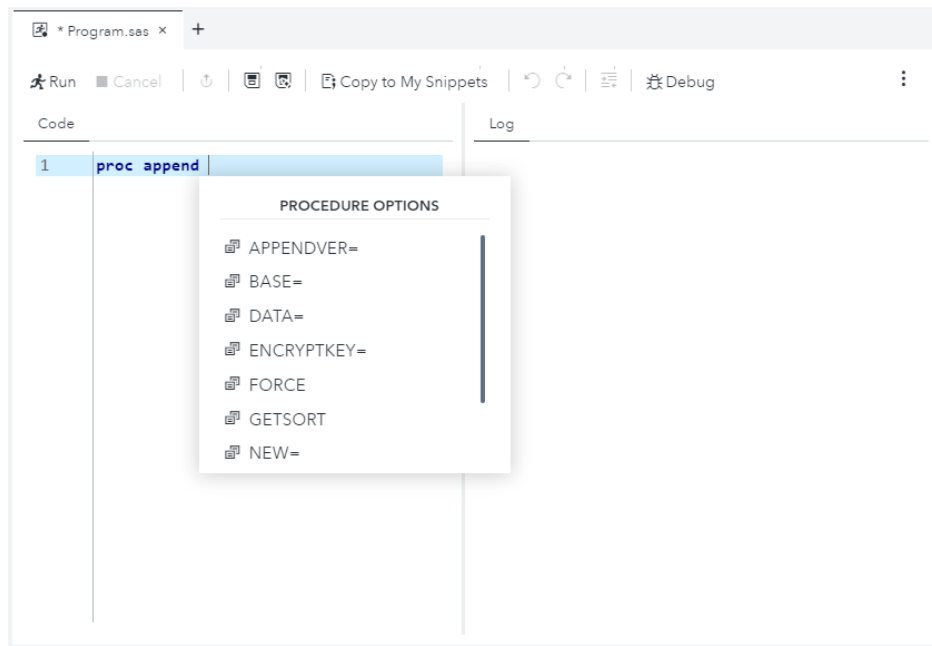 * Program.sas × +
Run Cancel Copy to My Snippets Debug
Code
Log
1 proc append
PROCEDURE OPTIONS
APPENDVER=
BASE=
DATA=
ENCRYPTKEY=
FORCE
GETSORT
NEW=